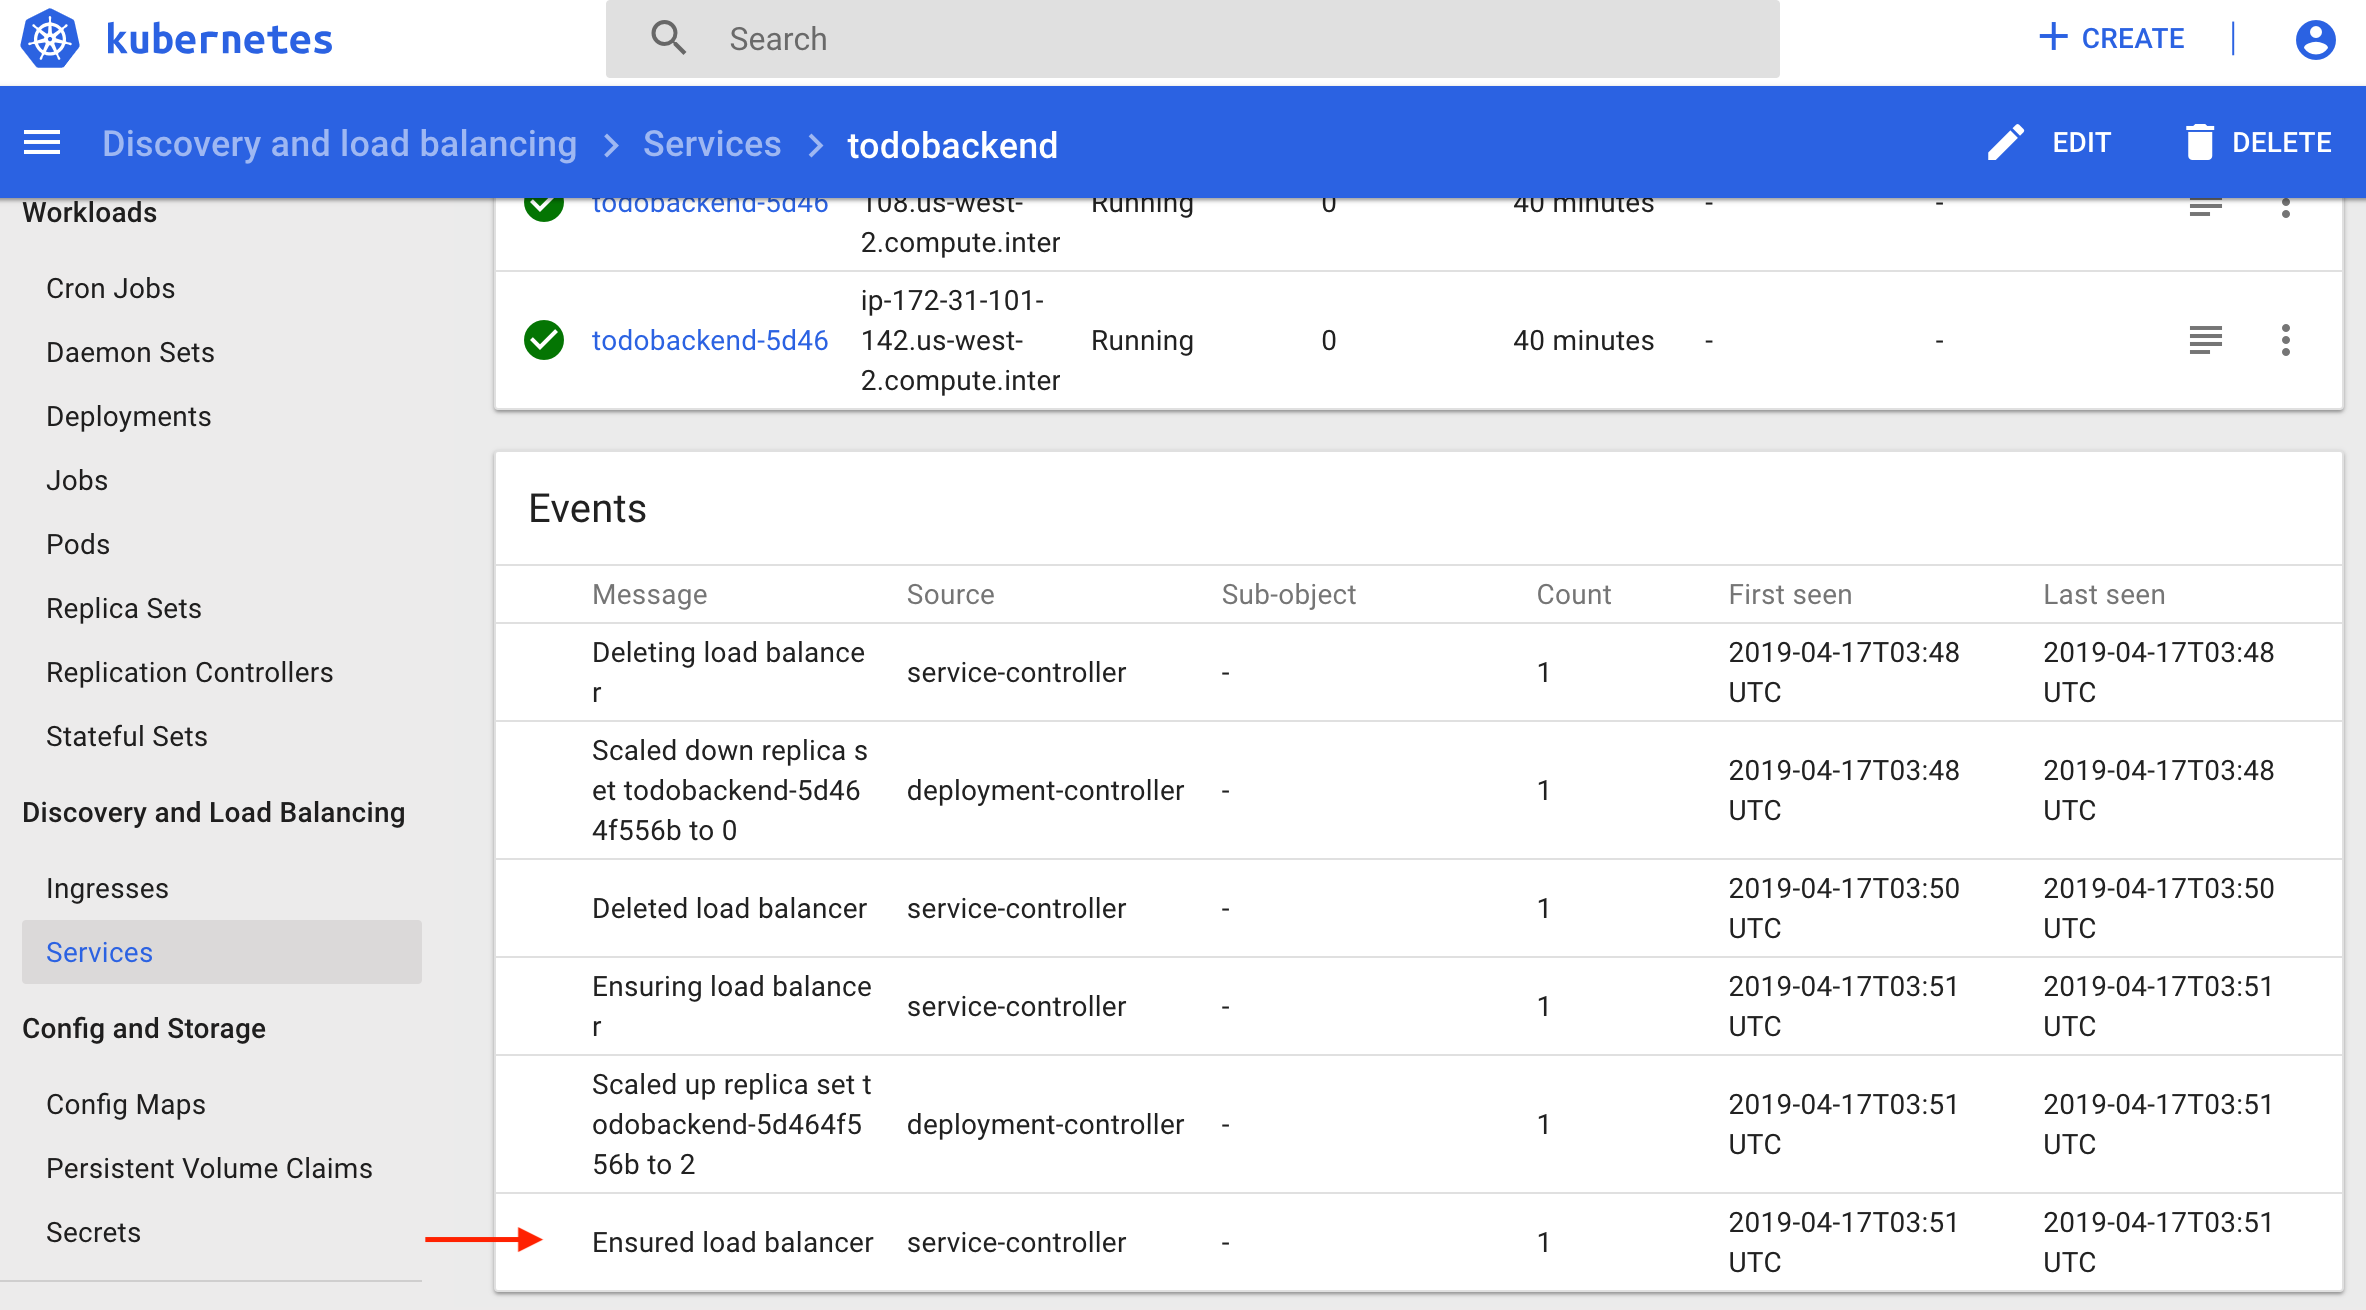 kubernetes
Search
CREATE
Discovery and load balancing > Services > todobackend
EDIT
DELETE
Workloads
Cron Jobs
Daemon Sets
Deployments
Jobs
Pods
Replica Sets
Replication Controllers
Stateful Sets
Discovery and Load Balancing
Ingresses
Services
Config and Storage
Config Maps
Persistent Volume Claims
Secrets
todobackend-5d46 108.us-west- Running 0 40 minutes - -
2.compute.inter
ip-172-31-101-
todobackend-5d46 142.us-west- Running 0 40 minutes - -
2.compute.inter
Events
Message Source Sub-object Count First seen Last seen
Deleting load balance 2019-04-17T03:48 2019-04-17T03:48
service-controller - 1
r UTC UTC
Scaled down replica s 2019-04-17T03:48 2019-04-17T03:48
et todobackend-5d46 deployment-controller - 1
4f556b to 0 UTC UTC
2019-04-17T03:50 2019-04-17T03:50
Deleted load balancer service-controller - 1
UTC UTC
Ensuring load balance 2019-04-17T03:51 2019-04-17T03:51
service-controller - 1
r UTC UTC
Scaled up replica set t 2019-04-17T03:51 2019-04-17T03:51
odobackend-5d464f5 deployment-controller - 1
56b to 2 UTC UTC
2019-04-17T03:51 2019-04-17T03:51
Ensured load balancer service-controller - 1
UTC UTC